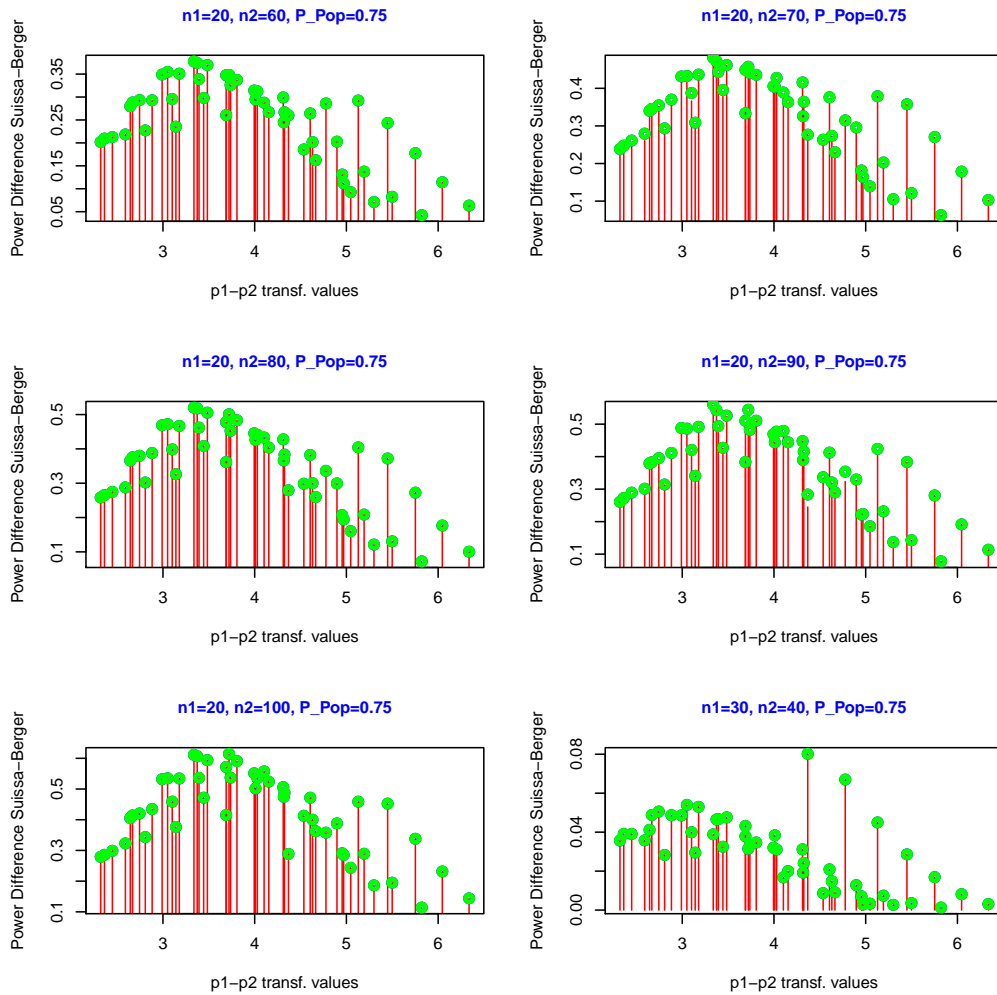 n1=20, n2=60, P_Pop=0.75
Power Difference Suissa−Berger
0.05 0.15 0.25 0.35
3 4 5 6
p1−p2 transf. values
n1=20, n2=70, P_Pop=0.75
Power Difference Suissa−Berger
0.1 0.2 0.3 0.4
3 4 5 6
p1−p2 transf. values
n1=20, n2=80, P_Pop=0.75
Power Difference Suissa−Berger
0.1 0.3 0.5
3 4 5 6
p1−p2 transf. values
n1=20, n2=90, P_Pop=0.75
Power Difference Suissa−Berger
0.1 0.3 0.5
3 4 5 6
p1−p2 transf. values
n1=20, n2=100, P_Pop=0.75
Power Difference Suissa−Berger
0.1 0.3 0.5
3 4 5 6
p1−p2 transf. values
n1=30, n2=40, P_Pop=0.75
Power Difference Suissa−Berger
0.00 0.04 0.08
3 4 5 6
p1−p2 transf. values